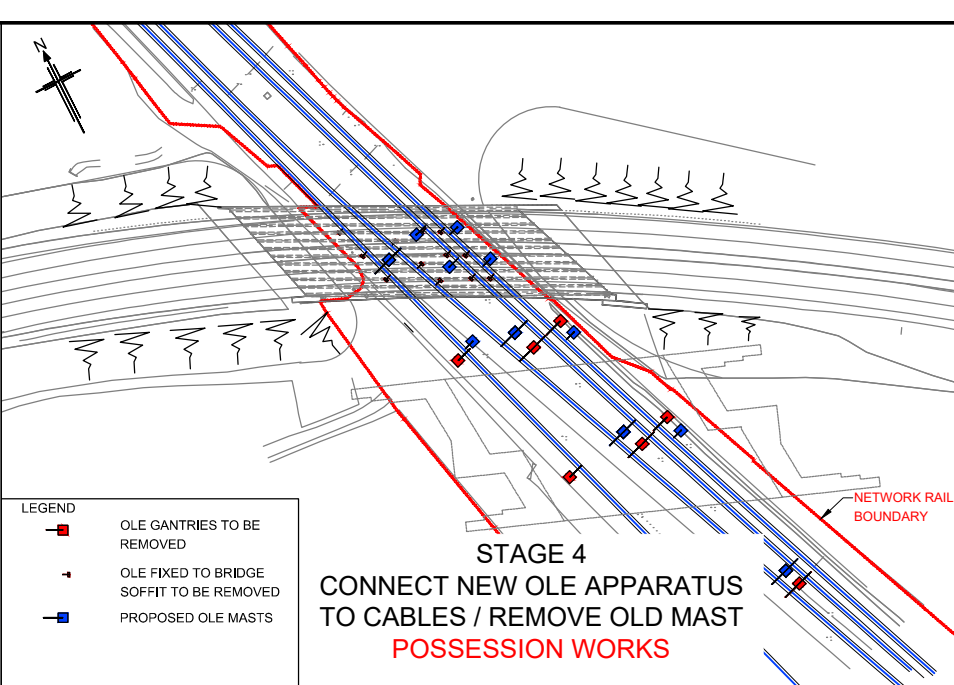 N
NETWORK RAIL
BOUNDARY
LEGEND
OLE GANTRIES TO BE
REMOVED
OLE FIXED TO BRIDGE
SOFFIT TO BE REMOVED
PROPOSED OLE MASTS
STAGE 4
CONNECT NEW OLE APPARATUS
TO CABLES / REMOVE OLD MAST
POSSESSION WORKS